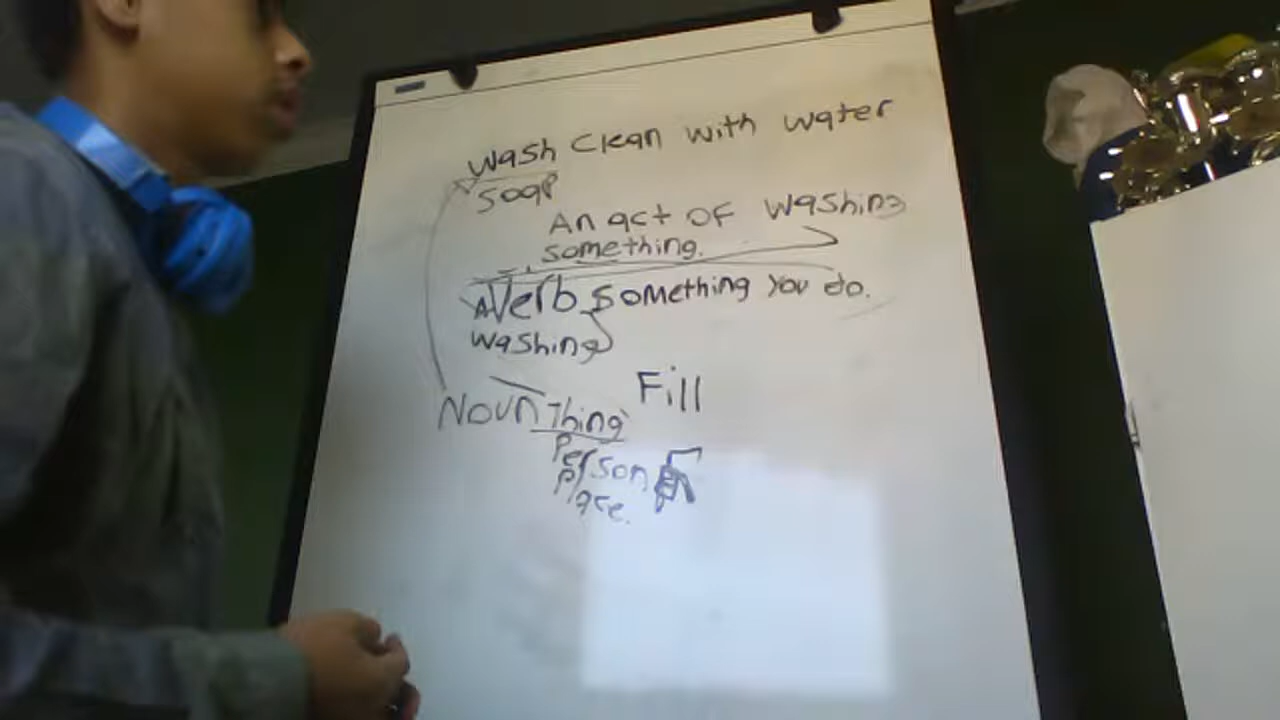 Wash Clean with water
soap
An act of washing
something.
A Verb something you do.
washing
Noun Thing
Fill
Person
Place.